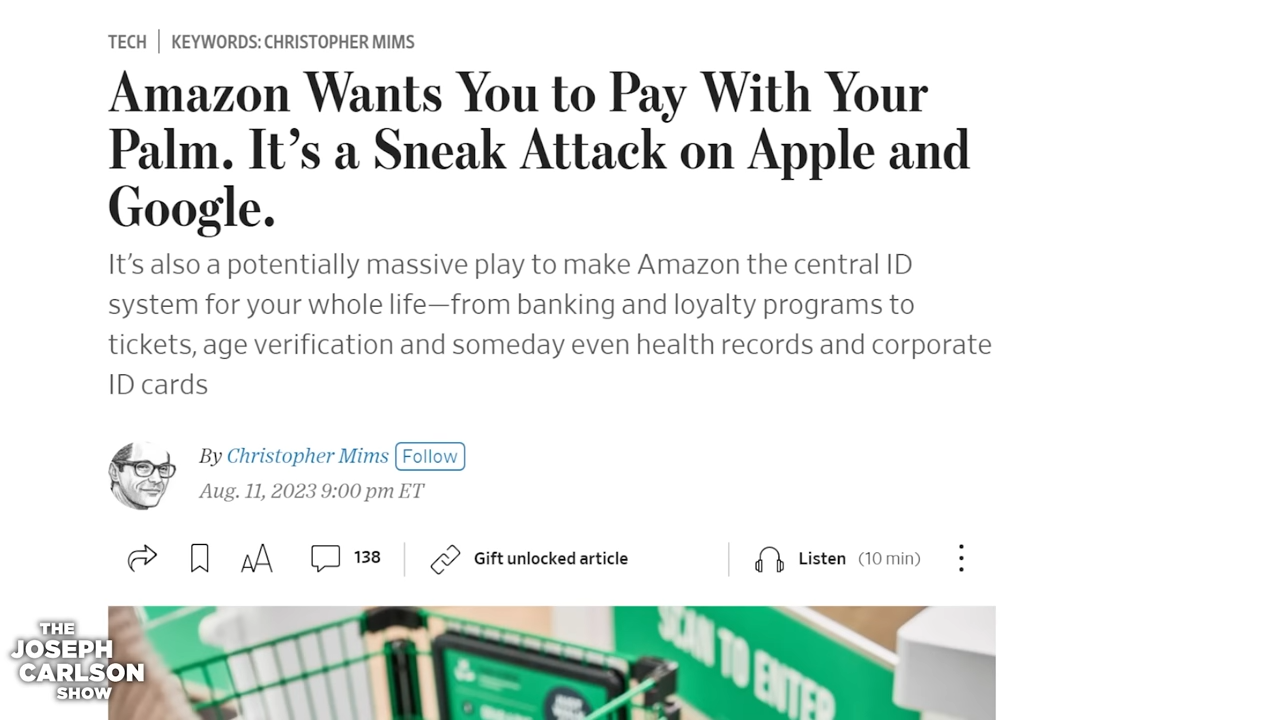 TECH | KEYWORDS: CHRISTOPHER MIMS
Amazon Wants You to Pay With Your
Palm. It’s a Sneak Attack on Apple and
Google.
It’s also a potentially massive play to make Amazon the central ID
system for your whole life—from banking and loyalty programs to
tickets, age verification and someday even health records and corporate
ID cards
By Christopher Mims Follow
Aug. 11, 2023 9:00 pm ET
AA 138 Gift unlocked article Listen (10 min)
SCAN TO ENTER
THE
JOSEPH
CARLSON
SHOW